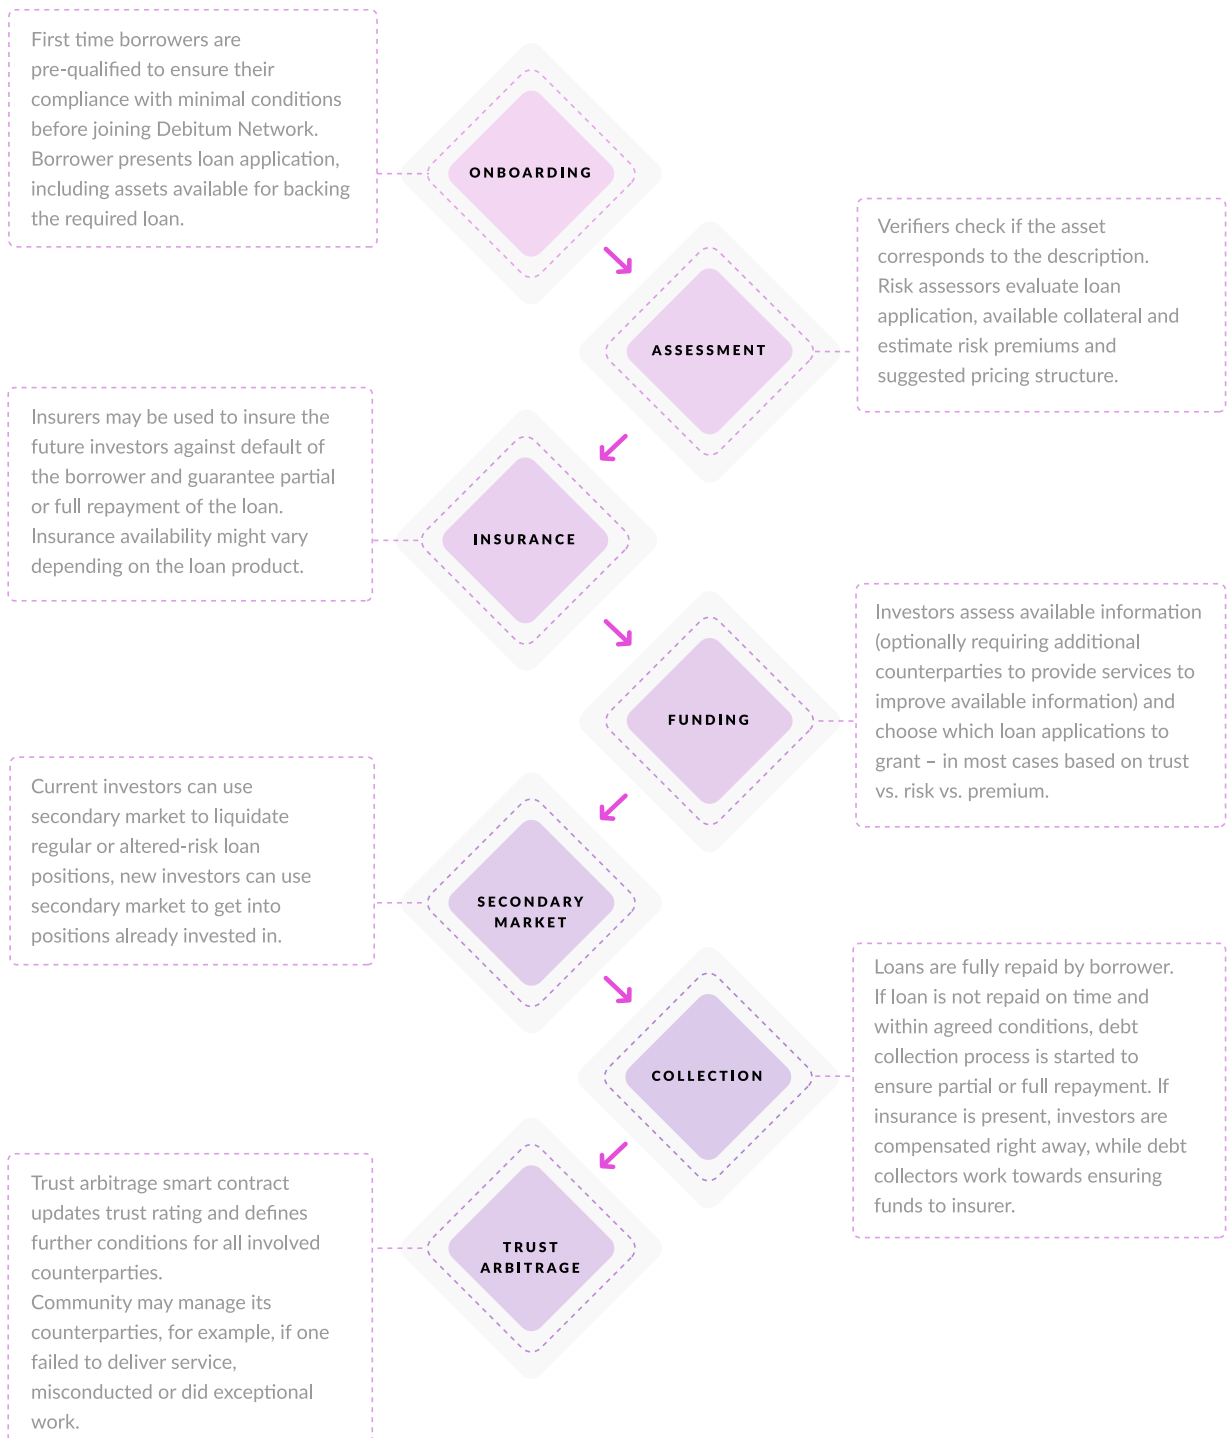 First time borrowers are
pre-qualified to ensure their
compliance with minimal conditions
before joining Debitum Network.
Borrower presents loan application,
including assets available for backing
the required loan.
ONBOARDING
Verifiers check if the asset
corresponds to the description.
Risk assessors evaluate loan
application, available collateral and
estimate risk premiums and
suggested pricing structure.
ASSESSMENT
Insurers may be used to insure the
future investors against default of
the borrower and guarantee partial
or full repayment of the loan.
Insurance availability might vary
depending on the loan product.
INSURANCE
Investors assess available information
(optionally requiring additional
counterparties to provide services to
improve available information) and
choose which loan applications to
grant – in most cases based on trust
vs. risk vs. premium.
FUNDING
Current investors can use
secondary market to liquidate
regular or altered-risk loan
positions, new investors can use
secondary market to get into
positions already invested in.
SECONDARY
MARKET
Loans are fully repaid by borrower.
If loan is not repaid on time and
within agreed conditions, debt
collection process is started to
ensure partial or full repayment. If
insurance is present, investors are
compensated right away, while debt
collectors work towards ensuring
funds to insurer.
COLLECTION
Trust arbitrage smart contract
updates trust rating and defines
further conditions for all involved
counterparties.
Community may manage its
counterparties, for example, if one
failed to deliver service,
misconducted or did exceptional
work.
TRUST
ARBITRAGE